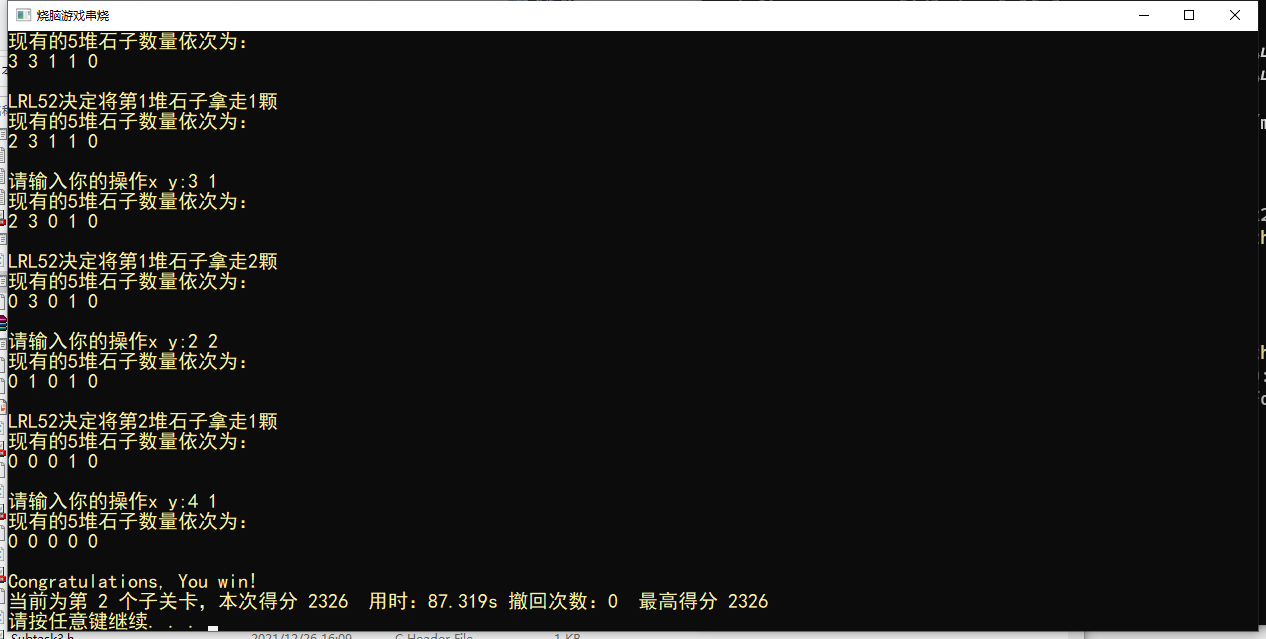 烧脑游戏串烧
现有的5堆石子数量依次为:
3 3 1 1 0
LRL52决定将第1堆石子拿走1颗
现有的5堆石子数量依次为:
2 3 1 1 0
请输入你的操作x y:3 1
现有的5堆石子数量依次为:
2 3 0 1 0
LRL52决定将第1堆石子拿走2颗
现有的5堆石子数量依次为:
0 3 0 1 0
请输入你的操作x y:2 2
现有的5堆石子数量依次为:
0 1 0 1 0
LRL52决定将第2堆石子拿走1颗
现有的5堆石子数量依次为:
0 0 0 1 0
请输入你的操作x y:4 1
现有的5堆石子数量依次为:
0 0 0 0 0
Congratulations, You win!
当前为第 2 个子关卡，本次得分 2326 用时: 87.319s 撤回次数: 0 最高得分 2326
请按任意键继续. . .
Subtask3.h 2021/12/26 16:09 C Header File 1 KB